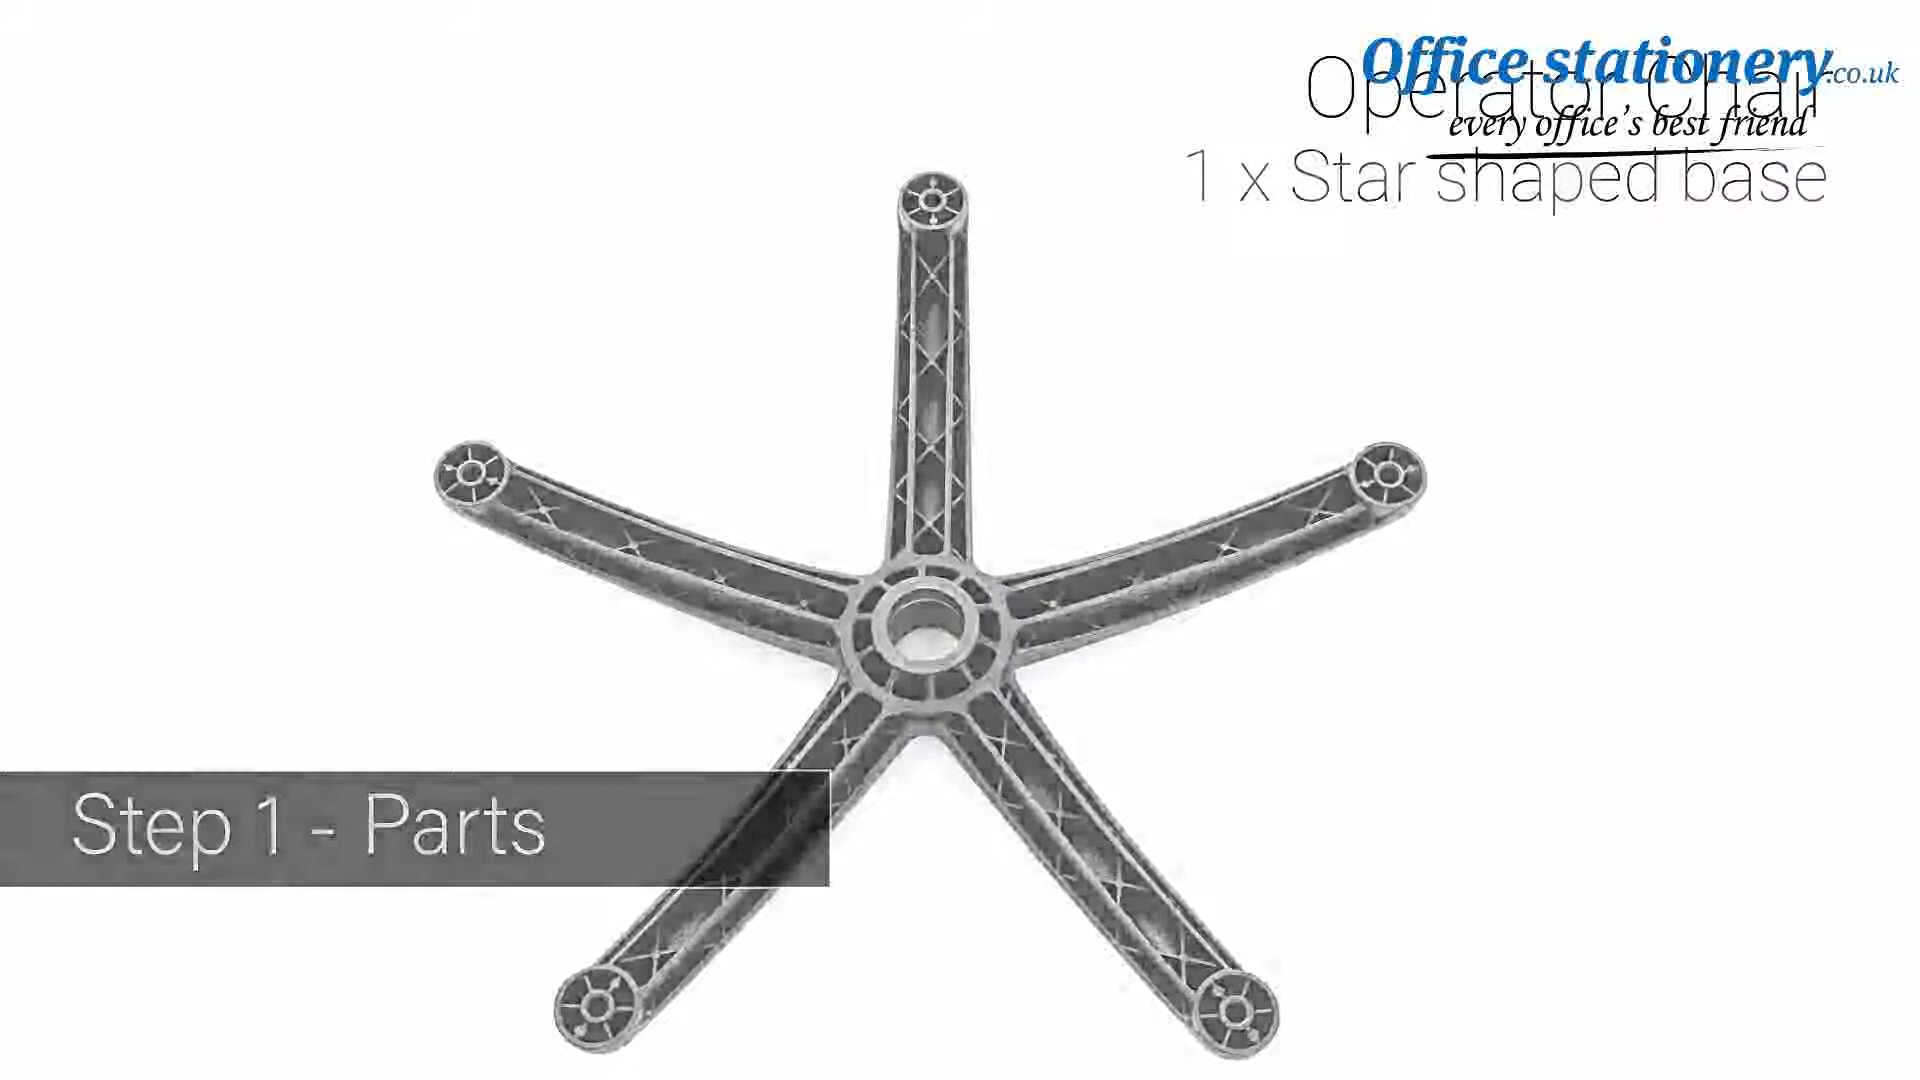 Office stationery.co.uk
Operator Chair
every office's best friend
1 x Star shaped base
Step 1 - Parts